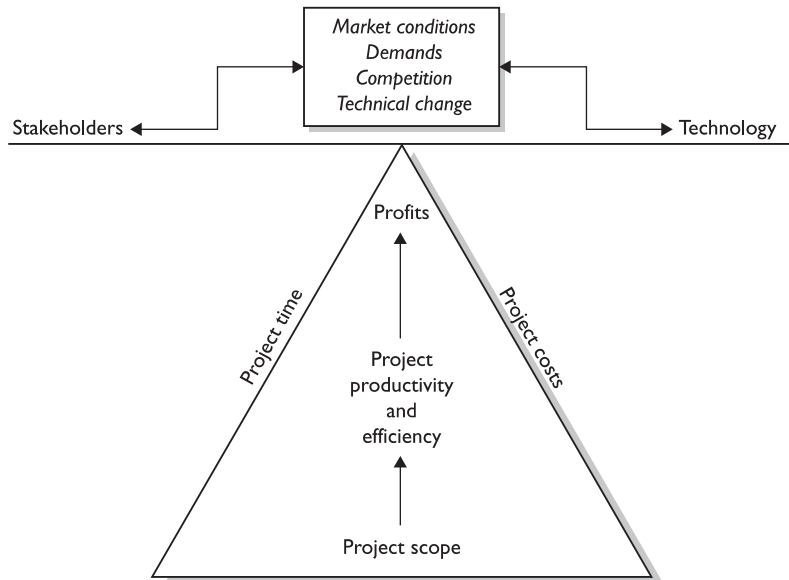 Market conditions
Demands
Competition
Technical change
Stakeholders
Technology
Profits
Project time
Project costs
Project
productivity
and
efficiency
Project scope